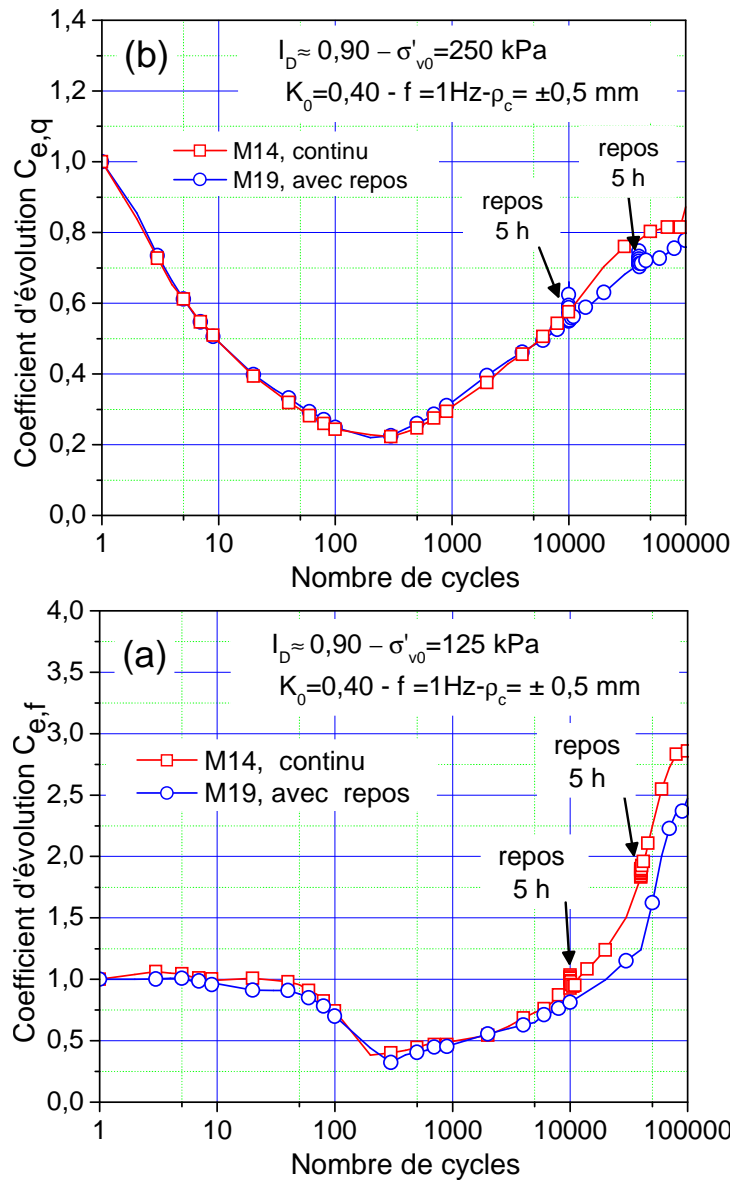 (b)
I_D≈ 0,90 – σ'_v0=250 kPa
K_0=0,40 - f =1Hz-ρ_c= ±0,5 mm
M14, continu
M19, avec repos
repos
5 h
repos
5 h
Coefficient d'évolution C_e,q
1,4
1,2
1,0
0,8
0,6
0,4
0,2
0,0
1 10 100 1000 10000 100000
Nombre de cycles
(a)
I_D≈ 0,90 – σ'_v0=125 kPa
K_0=0,40 - f =1Hz-ρ_c= ± 0,5 mm
M14, continu
M19, avec repos
repos
5 h
repos
5 h
Coefficient d'évolution C_e,f
4,0
3,5
3,0
2,5
2,0
1,5
1,0
0,5
0,0
1 10 100 1000 10000 100000
Nombre de cycles